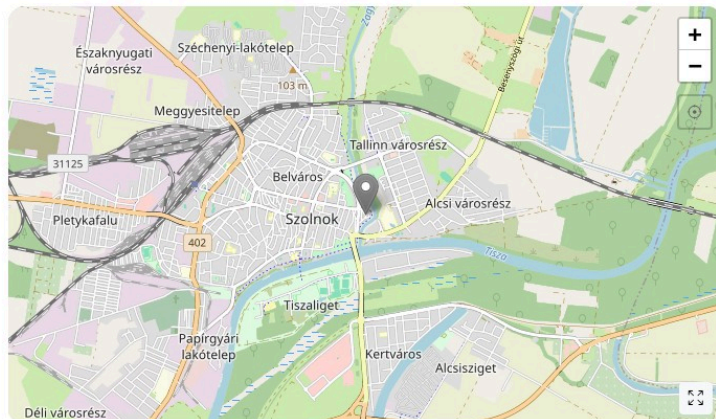 Északnyugati
városrész
Széchenyi-lakótelep
103 m
Zagy
Besenyszögi út
+
−
Meggyesitelep
31125
Tallinn városrész
Belváros
Pletykafalu
Szolnok
Alcsi városrész
402
Tisza
Tiszaliget
Papírgyári
lakótelep
Kertváros
Alcsisziget
Déli városrész